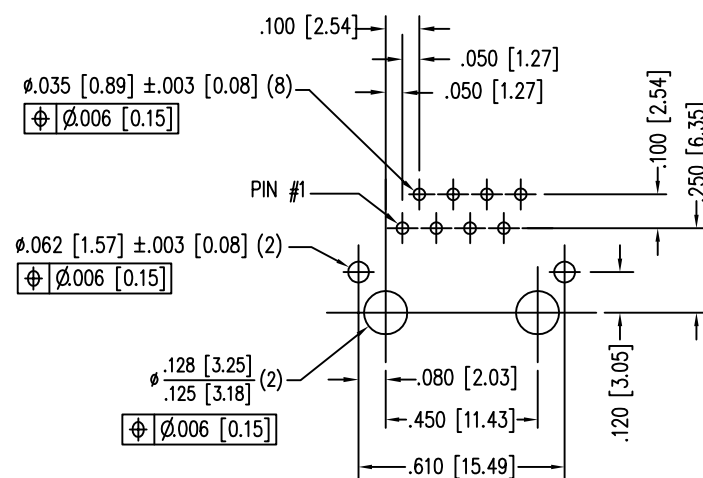 .100 [2.54]
.050 [1.27]
.050 [1.27]
ø.035 [0.89] ±.003 [0.08] (8)
⌖ Ø.006 [0.15]
.100 [2.54]
.250 [6.35]
PIN #1
ø.062 [1.57] ±.003 [0.08] (2)
⌖ Ø.006 [0.15]
ø .128 [3.25]
.125 [3.18] (2)
⌖ Ø.006 [0.15]
.080 [2.03]
.450 [11.43]
.610 [15.49]
.120 [3.05]